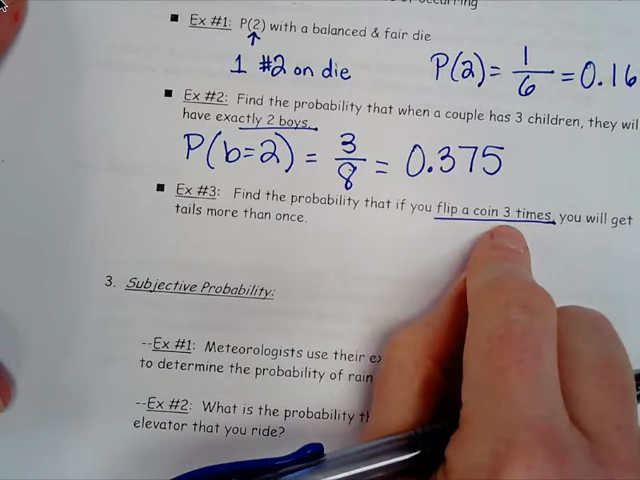 of occurring
Ex #1: P(2) with a balanced & fair die
1 #2 on die
P(2) = 1/6 = 0.16
Ex #2: Find the probability that when a couple has 3 children, they will
have exactly 2 boys.
P(b=2) = 3/8 = 0.375
Ex #3: Find the probability that if you flip a coin 3 times, you will get
tails more than once.
3. Subjective Probability:
--Ex #1: Meteorologists use their
to determine the probability of rain
--Ex #2: What is the probability
elevator that you ride?